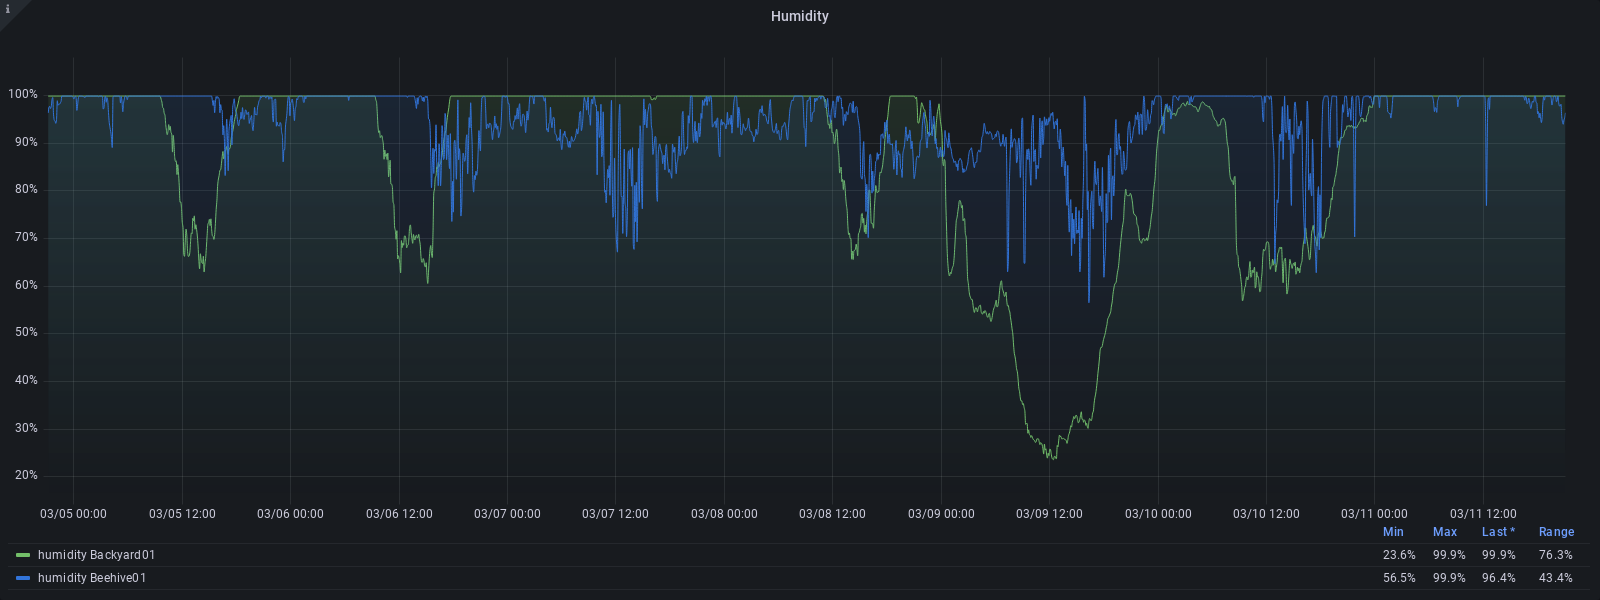 i
Humidity
100%
90%
80%
70%
60%
50%
40%
30%
20%
03/05 00:00 03/05 12:00 03/06 00:00 03/06 12:00 03/07 00:00 03/07 12:00 03/08 00:00 03/08 12:00 03/09 00:00 03/09 12:00 03/10 00:00 03/10 12:00 03/11 00:00 03/11 12:00
Min Max Last * Range
humidity Backyard01 23.6% 99.9% 99.9% 76.3%
humidity Beehive01 56.5% 99.9% 96.4% 43.4%